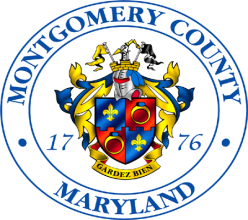 MONTGOMERY COUNTY
17 76
GARDEZ BIEN
MARYLAND